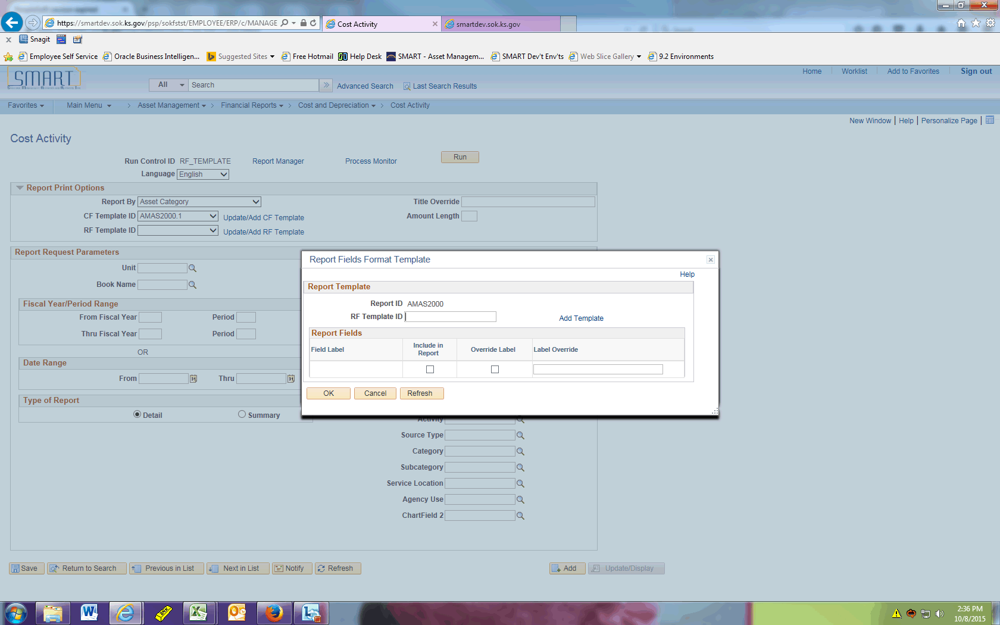 https://smartdev.sok.ks.gov/psp/sokfstst/EMPLOYEE/ERP/c/MANAGE
Cost Activity
smartdev.sok.ks.gov
Snagit
Employee Self Service
Oracle Business Intelligen...
Suggested Sites
Free Hotmail
Help Desk
SMART - Asset Managem...
SMART Dev't Env'ts
Web Slice Gallery
9.2 Environments
SMART
All
Search
Advanced Search
Last Search Results
Home
Worklist
Add to Favorites
Sign out
Favorites
Main Menu
> Asset Management
> Financial Reports
> Cost and Depreciation
> Cost Activity
New Window | Help | Personalize Page |
Cost Activity
Run Control ID RF_TEMPLATE
Report Manager
Process Monitor
Run
Language English
Report Print Options
Report By Asset Category
Title Override
CF Template ID AMAS2000.1
Update/Add CF Template
Amount Length
RF Template ID
Update/Add RF Template
Report Request Parameters
Unit
Book Name
Fiscal Year/Period Range
From Fiscal Year
Period
Thru Fiscal Year
Period
OR
Date Range
From
31
Thru
31
Type of Report
Detail
Summary
Report Fields Format Template
Help
Report Template
Report ID AMAS2000
RF Template ID
Add Template
Report Fields
Field Label
Include in
Report
Override Label
Label Override
OK
Cancel
Refresh
Activity
Source Type
Category
Subcategory
Service Location
Agency Use
ChartField 2
Save
Return to Search
Previous in List
Next in List
Notify
Refresh
Add
Update/Display
2:36 PM
10/8/2015